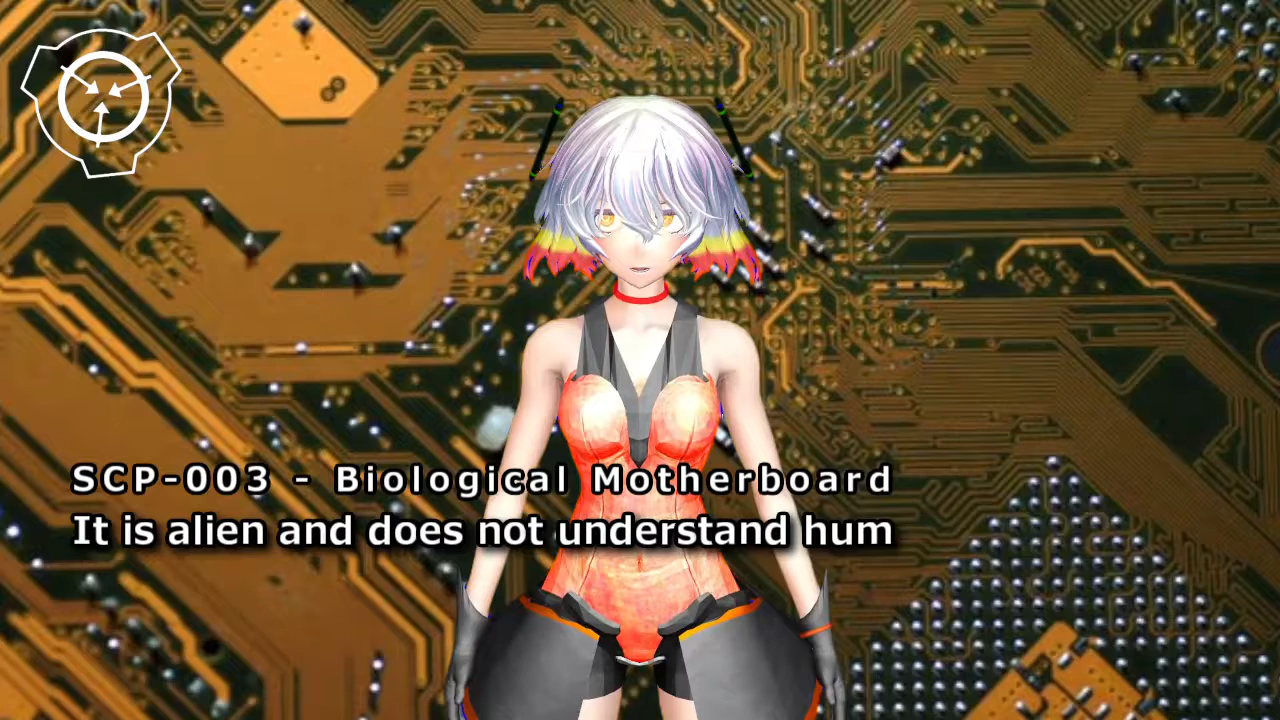 SCP-003 - Biological Motherboard
It is alien and does not understand hum